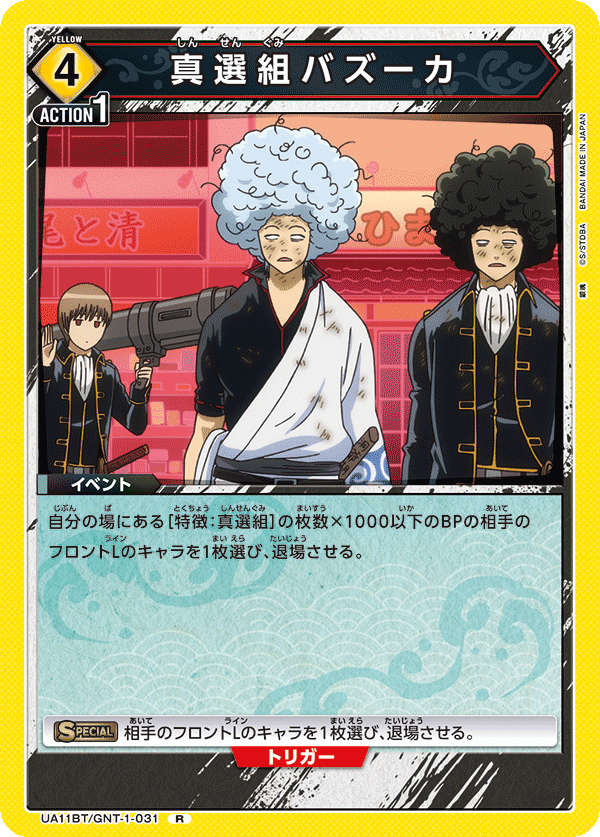 YELLOW
4
ACTION 1
しん せん ぐみ
真選組バズーカ
尾と清
ひま
©S/STDBA BANDAI MADE IN JAPAN
銀魂
イベント
じぶん ば とくちょう しんせんぐみ まいすう いか あいて
自分の場にある[特徴:真選組]の枚数×1000以下のBPの相手の
ライン まい えら たいじょう
フロントLのキャラを1枚選び、退場させる。
あいて ライン まい えら たいじょう
SPECIAL 相手のフロントLのキャラを1枚選び、退場させる。
トリガー
UA11BT/GNT-1-031 R